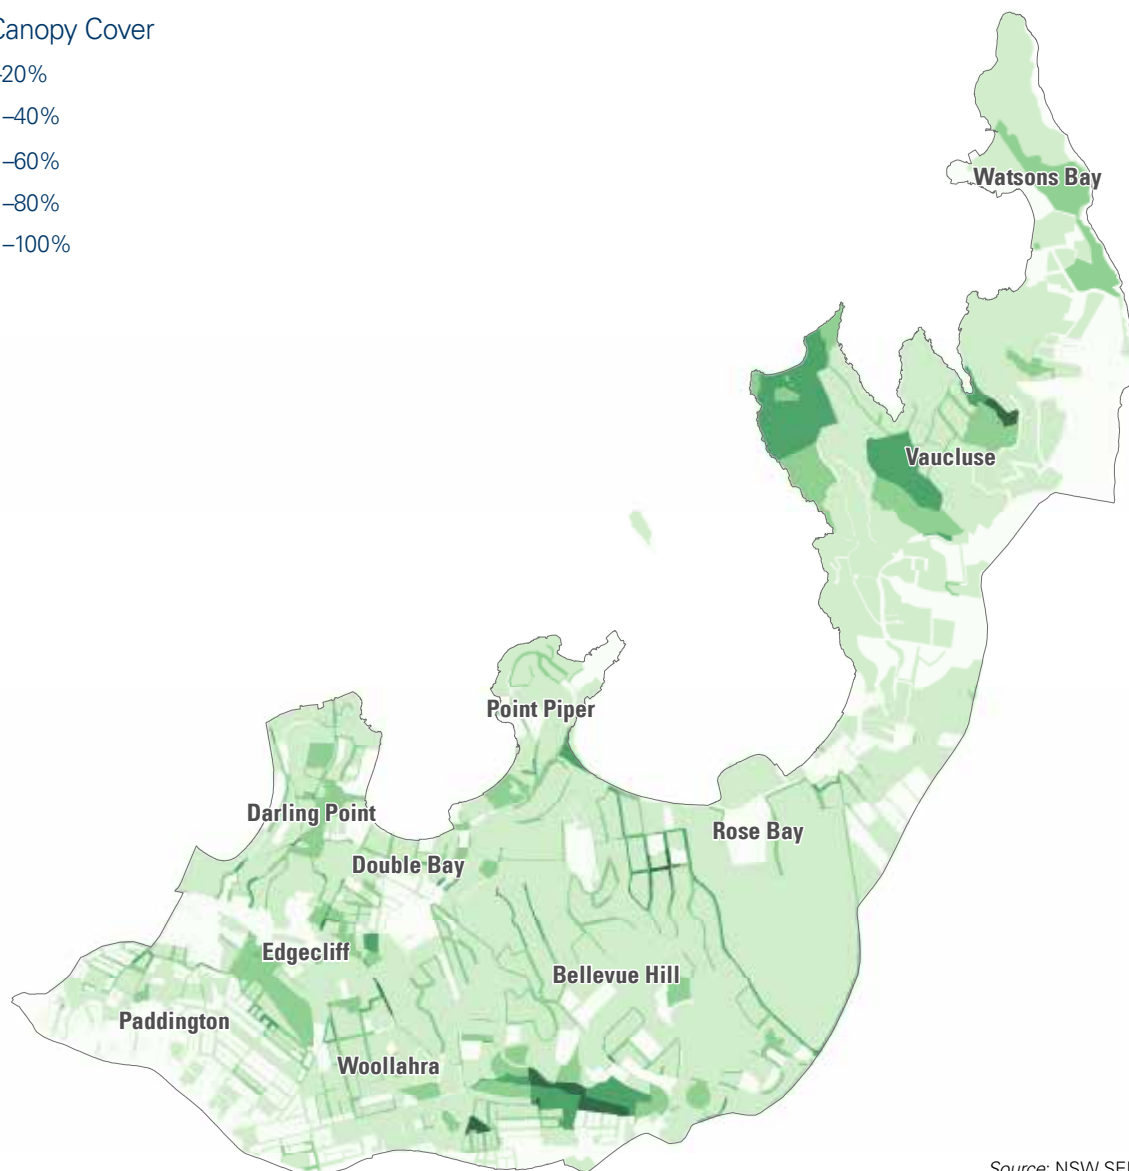 Canopy Cover
–20%
–40%
–60%
–80%
–100%
Watsons Bay
Vaucluse
Point Piper
Darling Point
Rose Bay
Double Bay
Edgecliff
Bellevue Hill
Paddington
Woollahra
Source: NSW